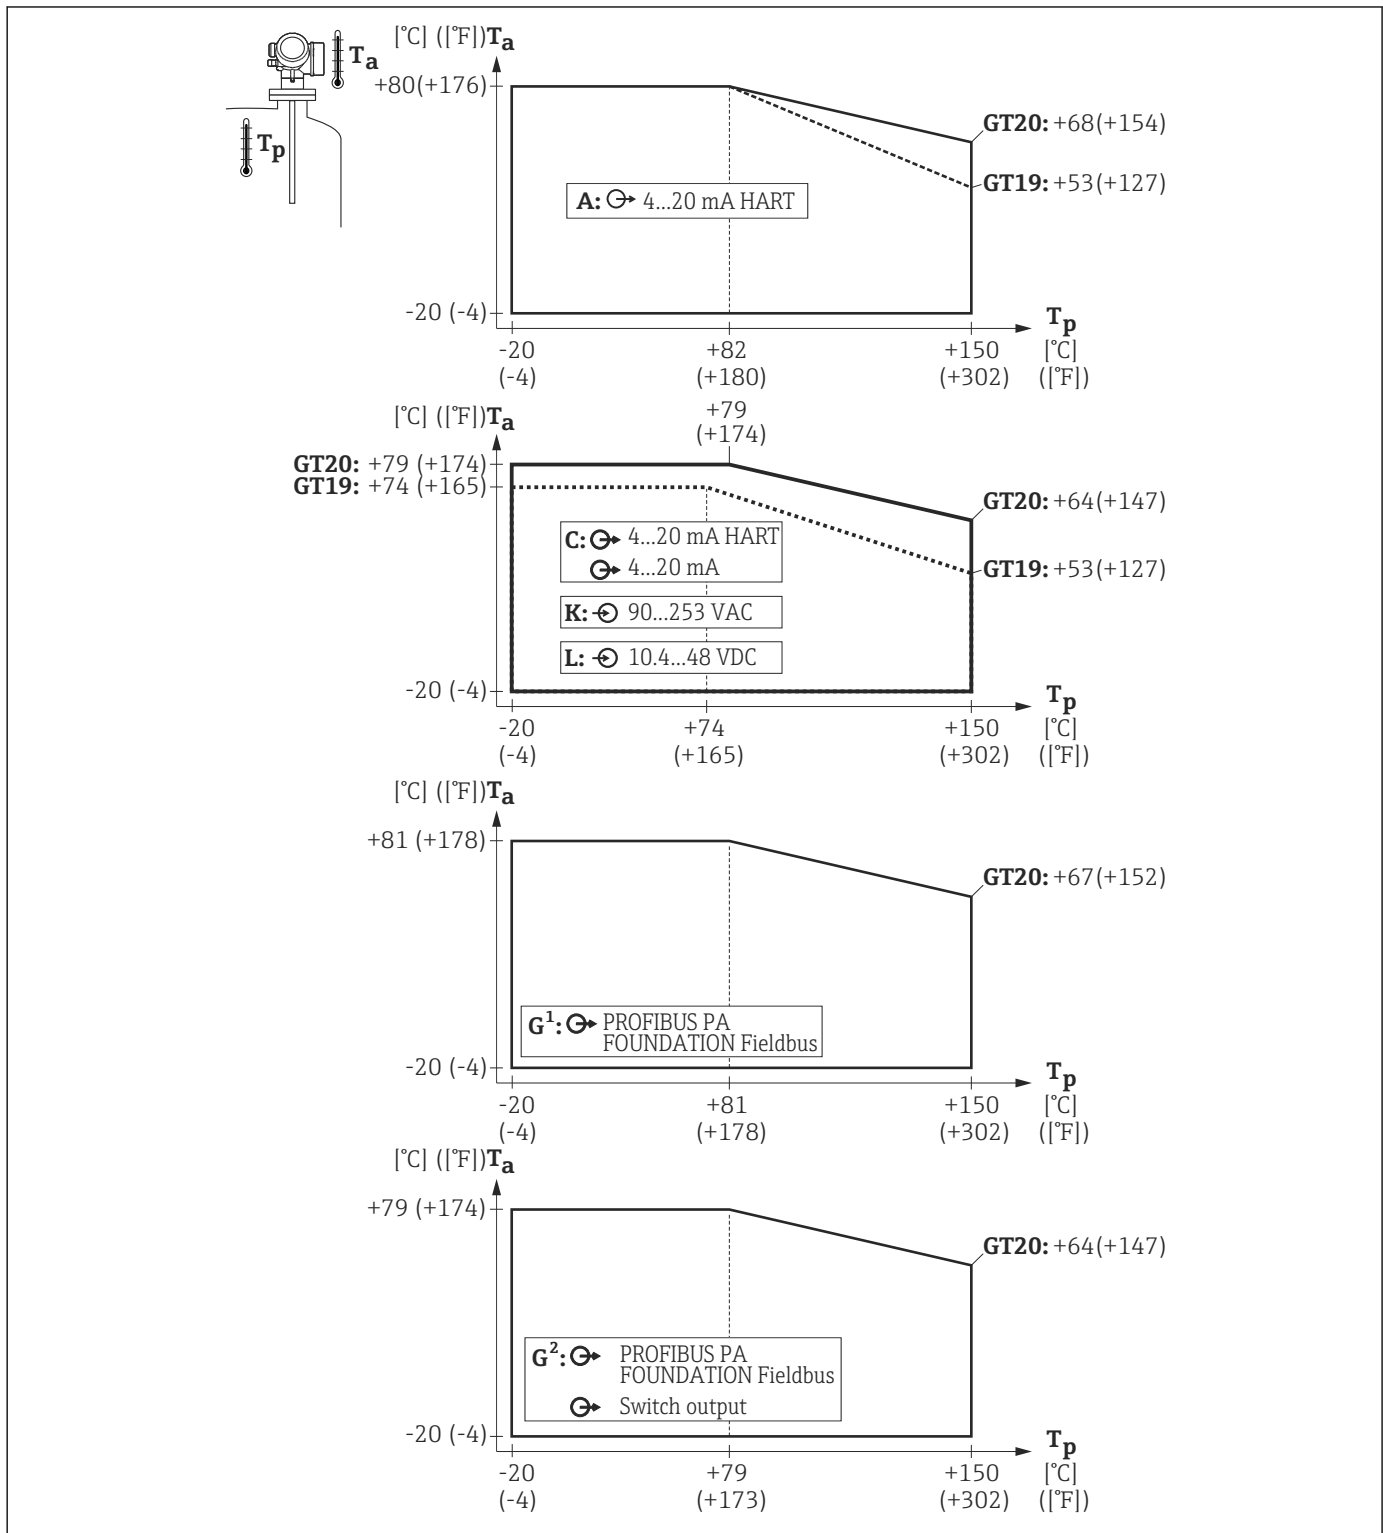 [°C] ([°F]) Ta
Ta
Tp
+80(+176)
GT20: +68(+154)
GT19: +53(+127)
A: 4...20 mA HART
-20 (-4)
Tp
-20 +82 +150 [°C]
(-4) (+180) (+302) ([°F])
[°C] ([°F]) Ta
+79
(+174)
GT20: +79 (+174)
GT19: +74 (+165)
GT20: +64(+147)
C: 4...20 mA HART
4...20 mA
GT19: +53(+127)
K: 90...253 VAC
L: 10.4...48 VDC
-20 (-4)
Tp
-20 +74 +150 [°C]
(-4) (+165) (+302) ([°F])
[°C] ([°F]) Ta
+81 (+178)
GT20: +67(+152)
G1: PROFIBUS PA
FOUNDATION Fieldbus
-20 (-4)
Tp
-20 +81 +150 [°C]
(-4) (+178) (+302) ([°F])
[°C] ([°F]) Ta
+79 (+174)
GT20: +64(+147)
G2: PROFIBUS PA
FOUNDATION Fieldbus
Switch output
-20 (-4)
Tp
-20 +79 +150 [°C]
(-4) (+173) (+302) ([°F])